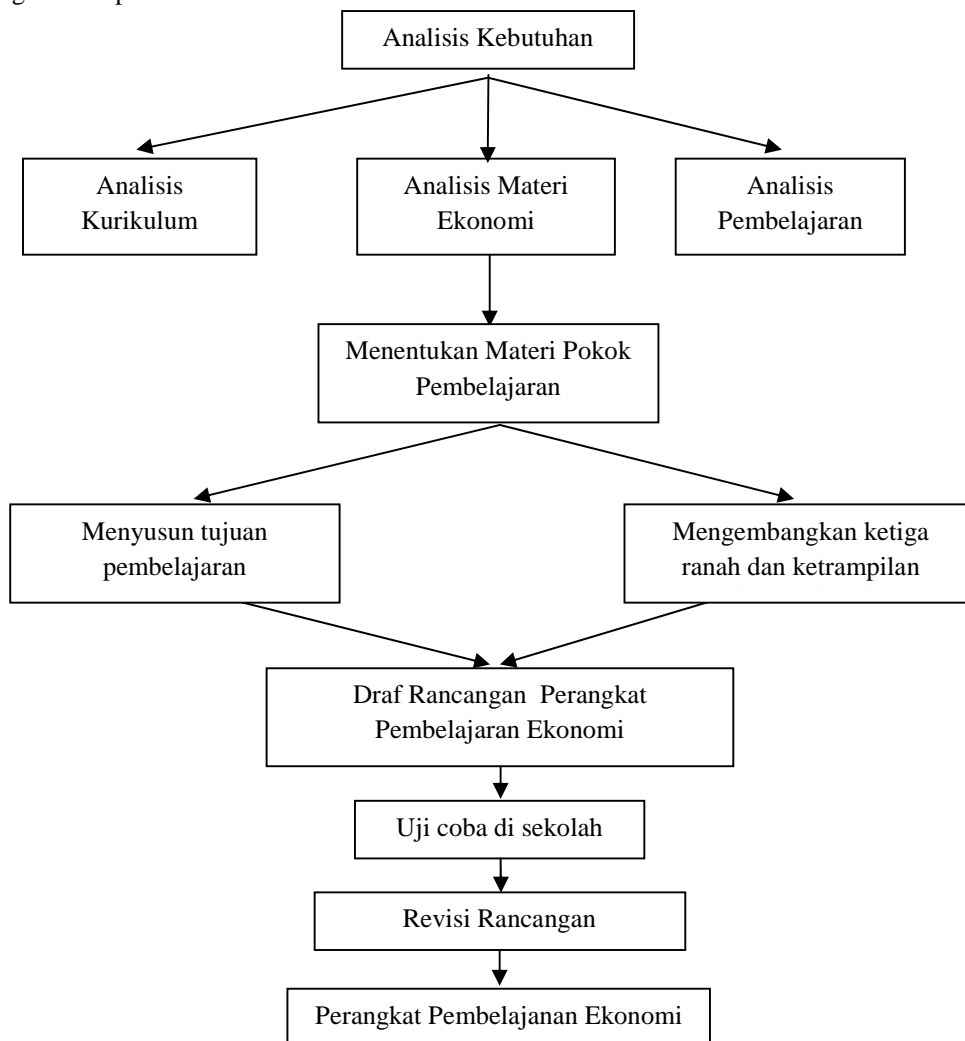 Analisis Kebutuhan
Analisis
Kurikulum
Analisis Materi
Ekonomi
Analisis
Pembelajaran
Menentukan Materi Pokok
Pembelajaran
Menyusun tujuan
pembelajaran
Mengembangkan ketiga
ranah dan ketrampilan
Draf Rancangan  Perangkat
Pembelajaran Ekonomi
Uji coba di sekolah
Revisi Rancangan
Perangkat Pembelajanan Ekonomi